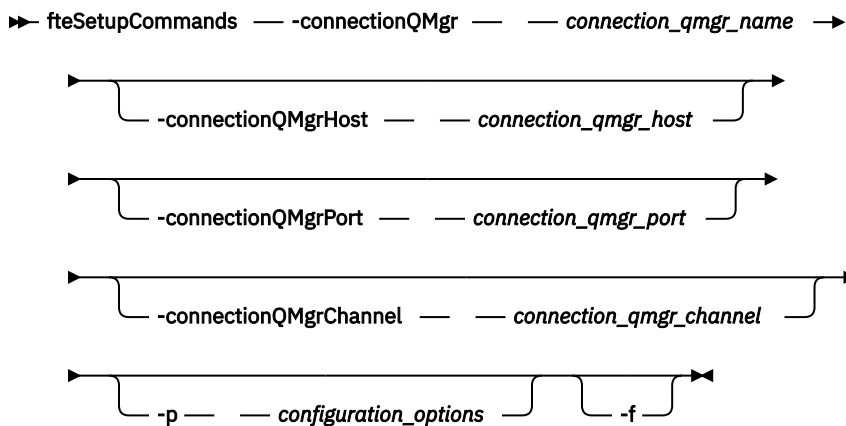 fteSetupCommands -connectionQMgr connection_qmgr_name
-connectionQMgrHost connection_qmgr_host
-connectionQMgrPort connection_qmgr_port
-connectionQMgrChannel connection_qmgr_channel
-p configuration_options -f